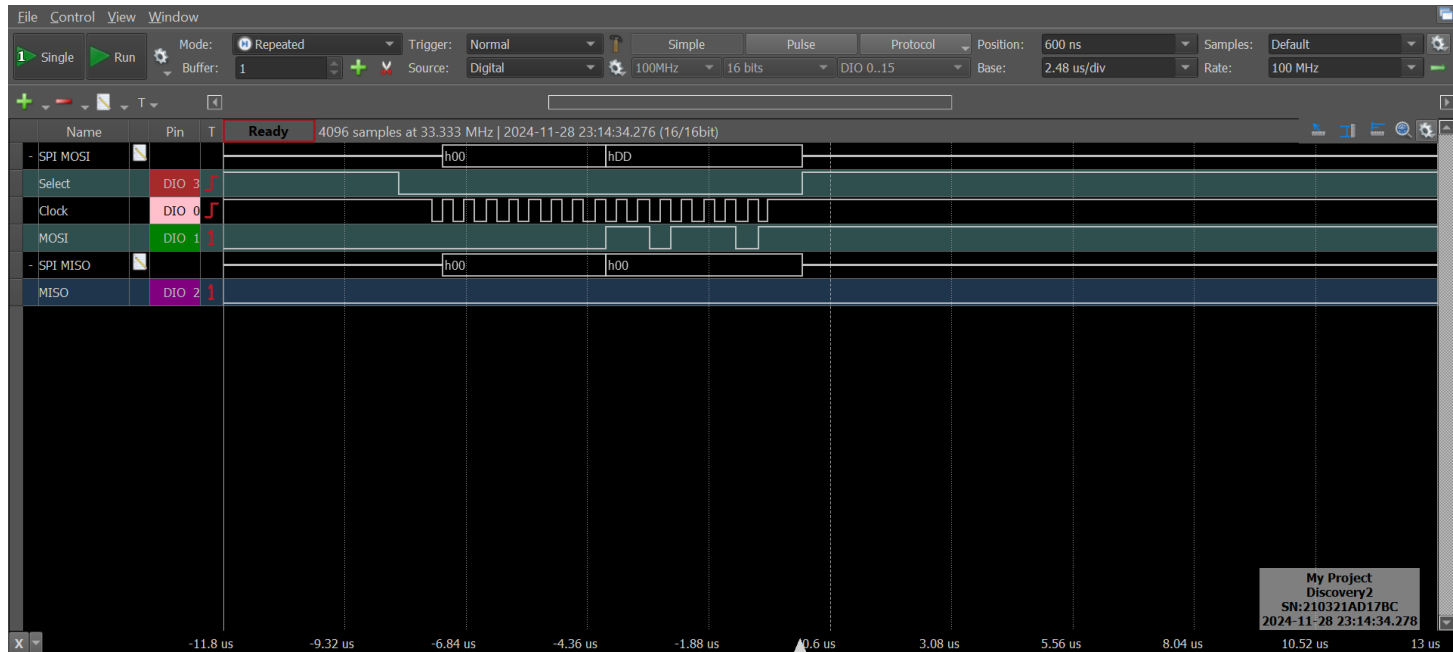 File Control View Window
1 Single Run Mode: Repeated Trigger: Normal Simple Pulse Protocol Position: 600 ns Samples: Default
Buffer: 1 Source: Digital 100MHz 16 bits DIO 0..15 Base: 2.48 us/div Rate: 100 MHz
T
Name Pin T Ready 4096 samples at 33.333 MHz | 2024-11-28 23:14:34.276 (16/16bit)
- SPI MOSI h00 hDD
Select DIO 3
Clock DIO 0
MOSI DIO 1
- SPI MISO h00 h00
MISO DIO 2
My Project
Discovery2
SN:210321AD17BC
2024-11-28 23:14:34.278
X -11.8 us -9.32 us -6.84 us -4.36 us -1.88 us 0.6 us 3.08 us 5.56 us 8.04 us 10.52 us 13 us